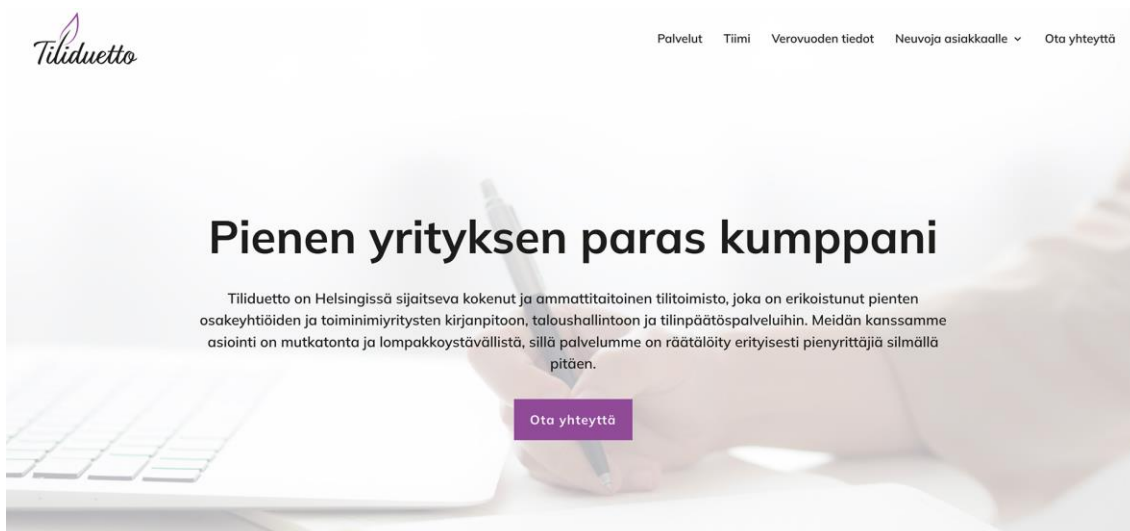 Tiliduetto
Palvelut Tiimi Verovuoden tiedot Neuvoja asiakkaalle Ota yhteyttä
Pienen yrityksen paras kumppani
Tiliduetto on Helsingissä sijaitseva kokenut ja ammattitaitoinen tilitoimisto, joka on erikoistunut pienten
osakeyhtiöiden ja toiminimiyritysten kirjanpitoon, taloushallintoon ja tilinpäätöspalveluihin. Meidän kanssamme
asiointi on mutkatonta ja lompakkoystävällistä, sillä palvelumme on räätälöity erityisesti pienyrittäjiä silmällä
pitäen.
Ota yhteyttä